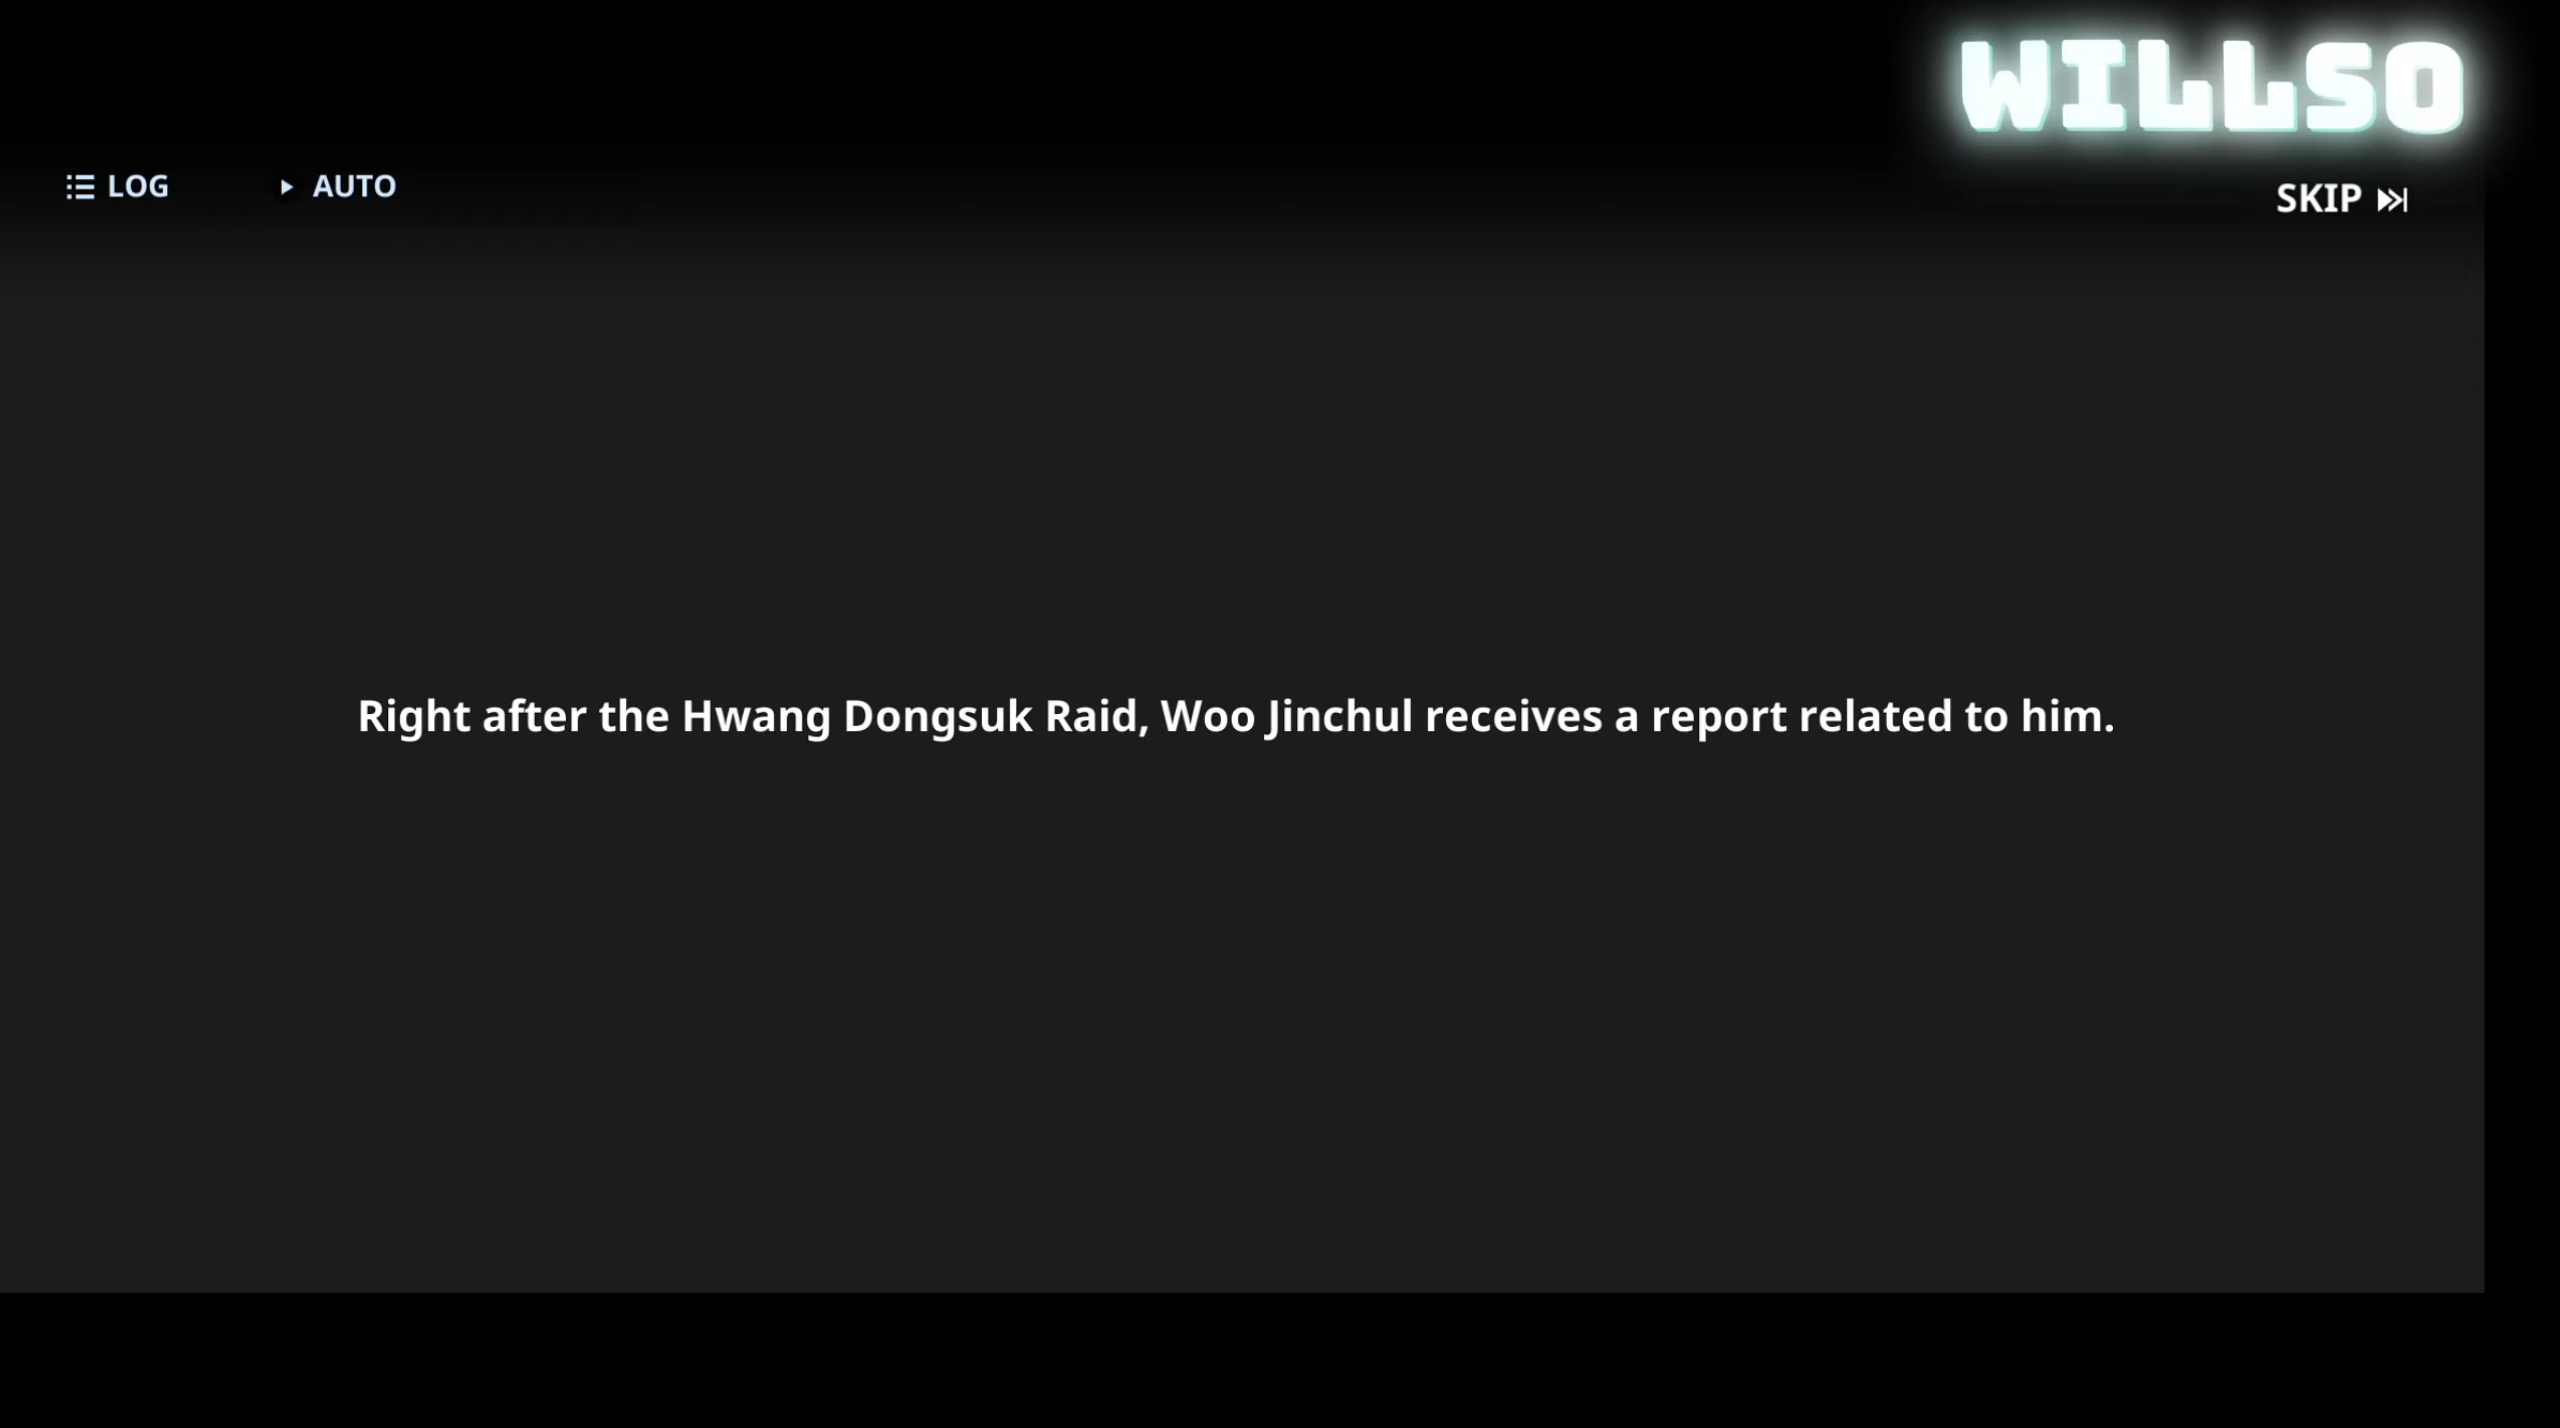 WILLSO
LOG
AUTO
SKIP
Right after the Hwang Dongsuk Raid, Woo Jinchul receives a report related to him.